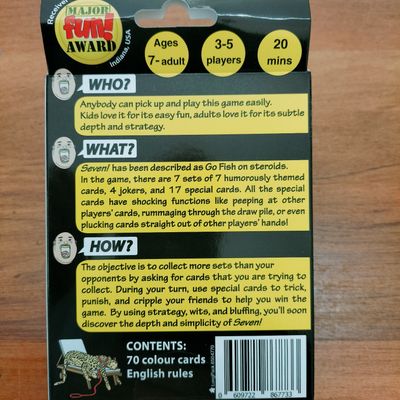 Receiver
MAJOR
fun!
AWARD
Indiana, USA
Ages
7-adult
3-5
players
20
mins
WHO?
Anybody can pick up and play this game easily.
Kids love it for its easy fun, adults love it for its subtle
depth and strategy.
WHAT?
Seven! has been described as Go Fish on steroids.
In the game, there are 7 sets of 7 humorously themed
cards, 4 jokers, and 17 special cards. All the special
cards have shocking functions like peeping at other
players' cards, rummaging through the draw pile, or even
plucking cards straight out of other players' hands!
HOW?
The objective is to collect more sets than your
opponents by asking for cards that you are trying to
collect. During your turn, use special cards to trick,
punish, and cripple your friends to help you win the
game. By using strategy, wits, and bluffing, you'll soon
discover the depth and simplicity of Seven!
CONTENTS:
70 colour cards
English rules
0 609722 867733